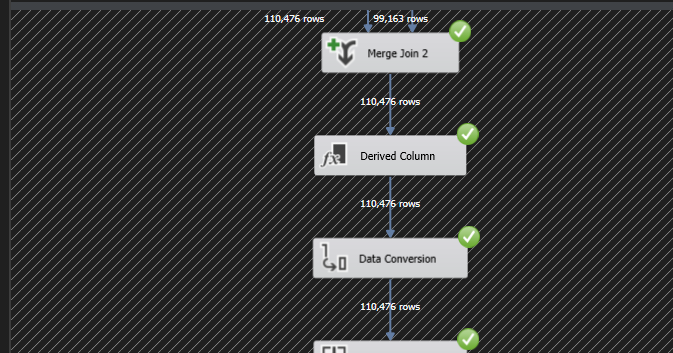 110,476 rows
99,163 rows
Merge Join 2
110,476 rows
Derived Column
110,476 rows
Data Conversion
110,476 rows